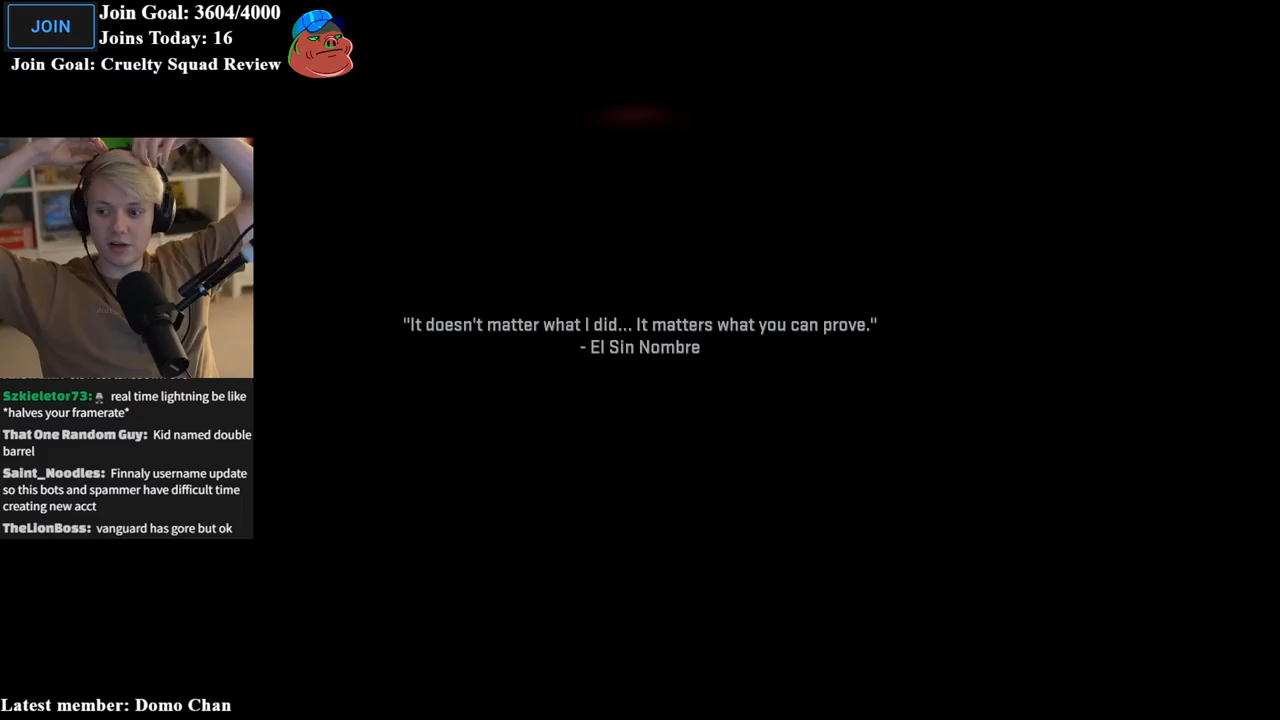 JOIN
Join Goal: 3604/4000
Joins Today: 16
Join Goal: Cruelty Squad Review
"It doesn't matter what I did... It matters what you can prove."
- El Sin Nombre
Szkieletor73: real time lightning be like
*halves your framerate*
That One Random Guy: Kid named double
barrel
Saint_Noodles: Finnaly username update
so this bots and spammer have difficult time
creating new acct
TheLionBoss: vanguard has gore but ok
Latest member: Domo Chan